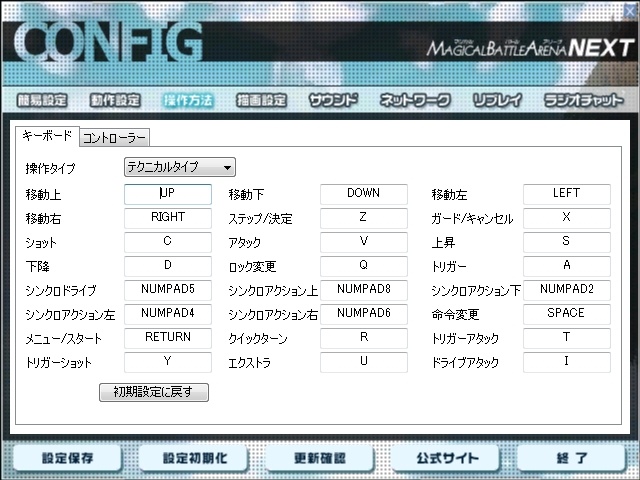 CONFIG
マジカル バトル アリーナ
MAGICALBATTLEARENA NEXT
簡易設定 動作設定 操作方法 描画設定 サウンド ネットワーク リプレイ ラジオチャット
キーボード コントローラー
操作タイプ テクニカルタイプ
移動上 UP 移動下 DOWN 移動左 LEFT
移動右 RIGHT ステップ/決定 Z ガード/キャンセル X
ショット C アタック V 上昇 S
下降 D ロック変更 Q トリガー A
シンクロドライブ NUMPAD5 シンクロアクション上 NUMPAD8 シンクロアクション下 NUMPAD2
シンクロアクション左 NUMPAD4 シンクロアクション右 NUMPAD6 命令変更 SPACE
メニュー/スタート RETURN クイックターン R トリガーアタック T
トリガーショット Y エクストラ U ドライブアタック I
初期設定に戻す
設定保存 設定初期化 更新確認 公式サイト 終了